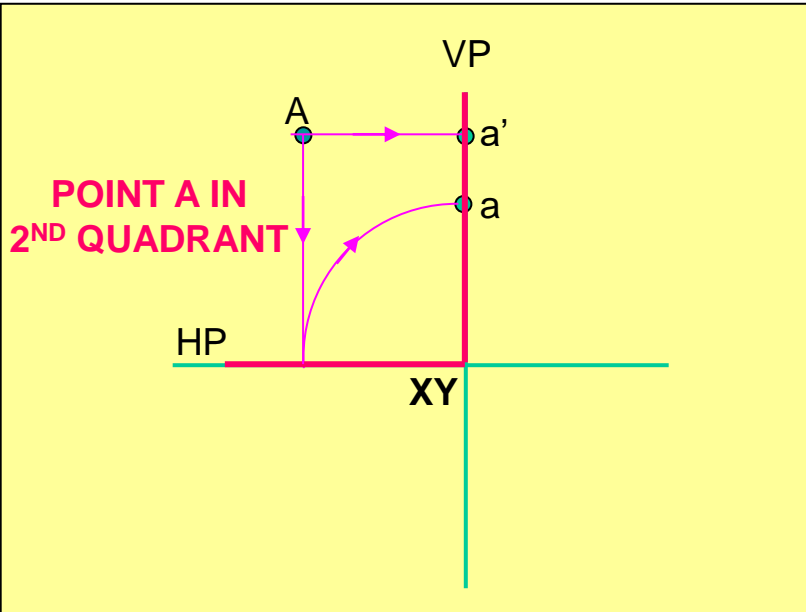 VP
A
a’
POINT A IN
2ND QUADRANT
a
HP
XY